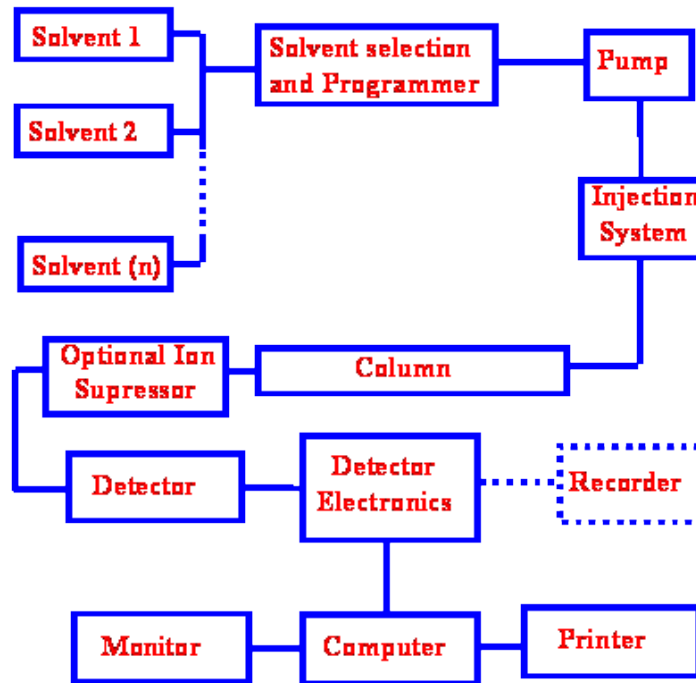 Solvent 1
Solvent selection
and Programmer
Pump
Solvent 2
Injection
System
Solvent (n)
Optional Ion
Supressor
Column
Detector
Detector
Electronics
Recorder
Monitor
Computer
Printer